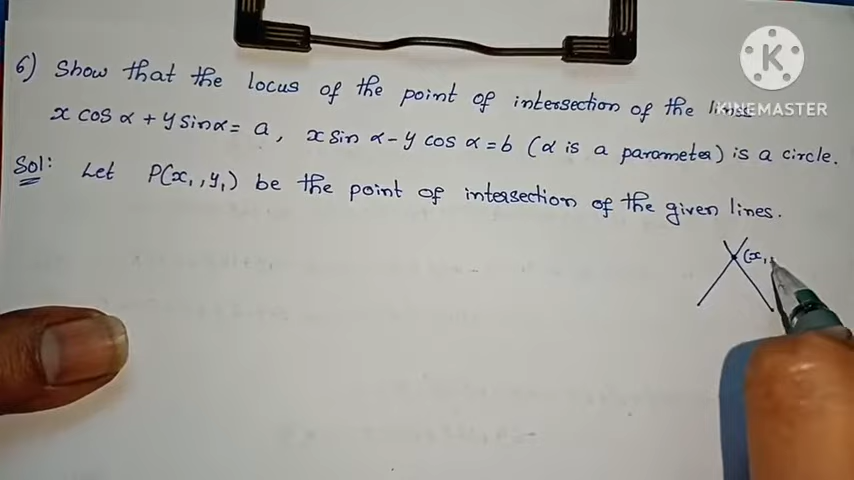 6) Show that the locus of the point of intersection of the lines
x cos α + y sin α = a, x sin α - y cos α = b (α is a parameter) is a circle.
Sol: Let P(x₁, y₁) be the point of intersection of the given lines.
(x₁,
K
KINEMASTER